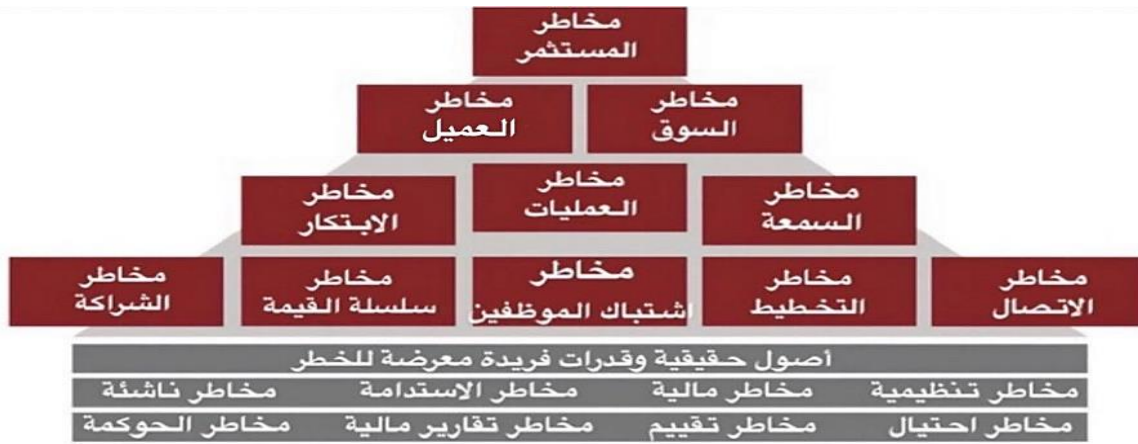 مخاطر
المستثمر
مخاطر
السوق
مخاطر
العميل
مخاطر
السمعة
مخاطر
العمليات
مخاطر
الابتكار
مخاطر
الاتصال
مخاطر
التخطيط
مخاطر
اشتباك الموظفين
مخاطر
سلسلة القيمة
مخاطر
الشراكة
أصول حقيقية وقدرات فريدة معرضة للخطر
مخاطر تنظيمية مخاطر مالية مخاطر الاستدامة مخاطر ناشئة
مخاطر احتيال مخاطر تقييم مخاطر تقارير مالية مخاطر الحوكمة